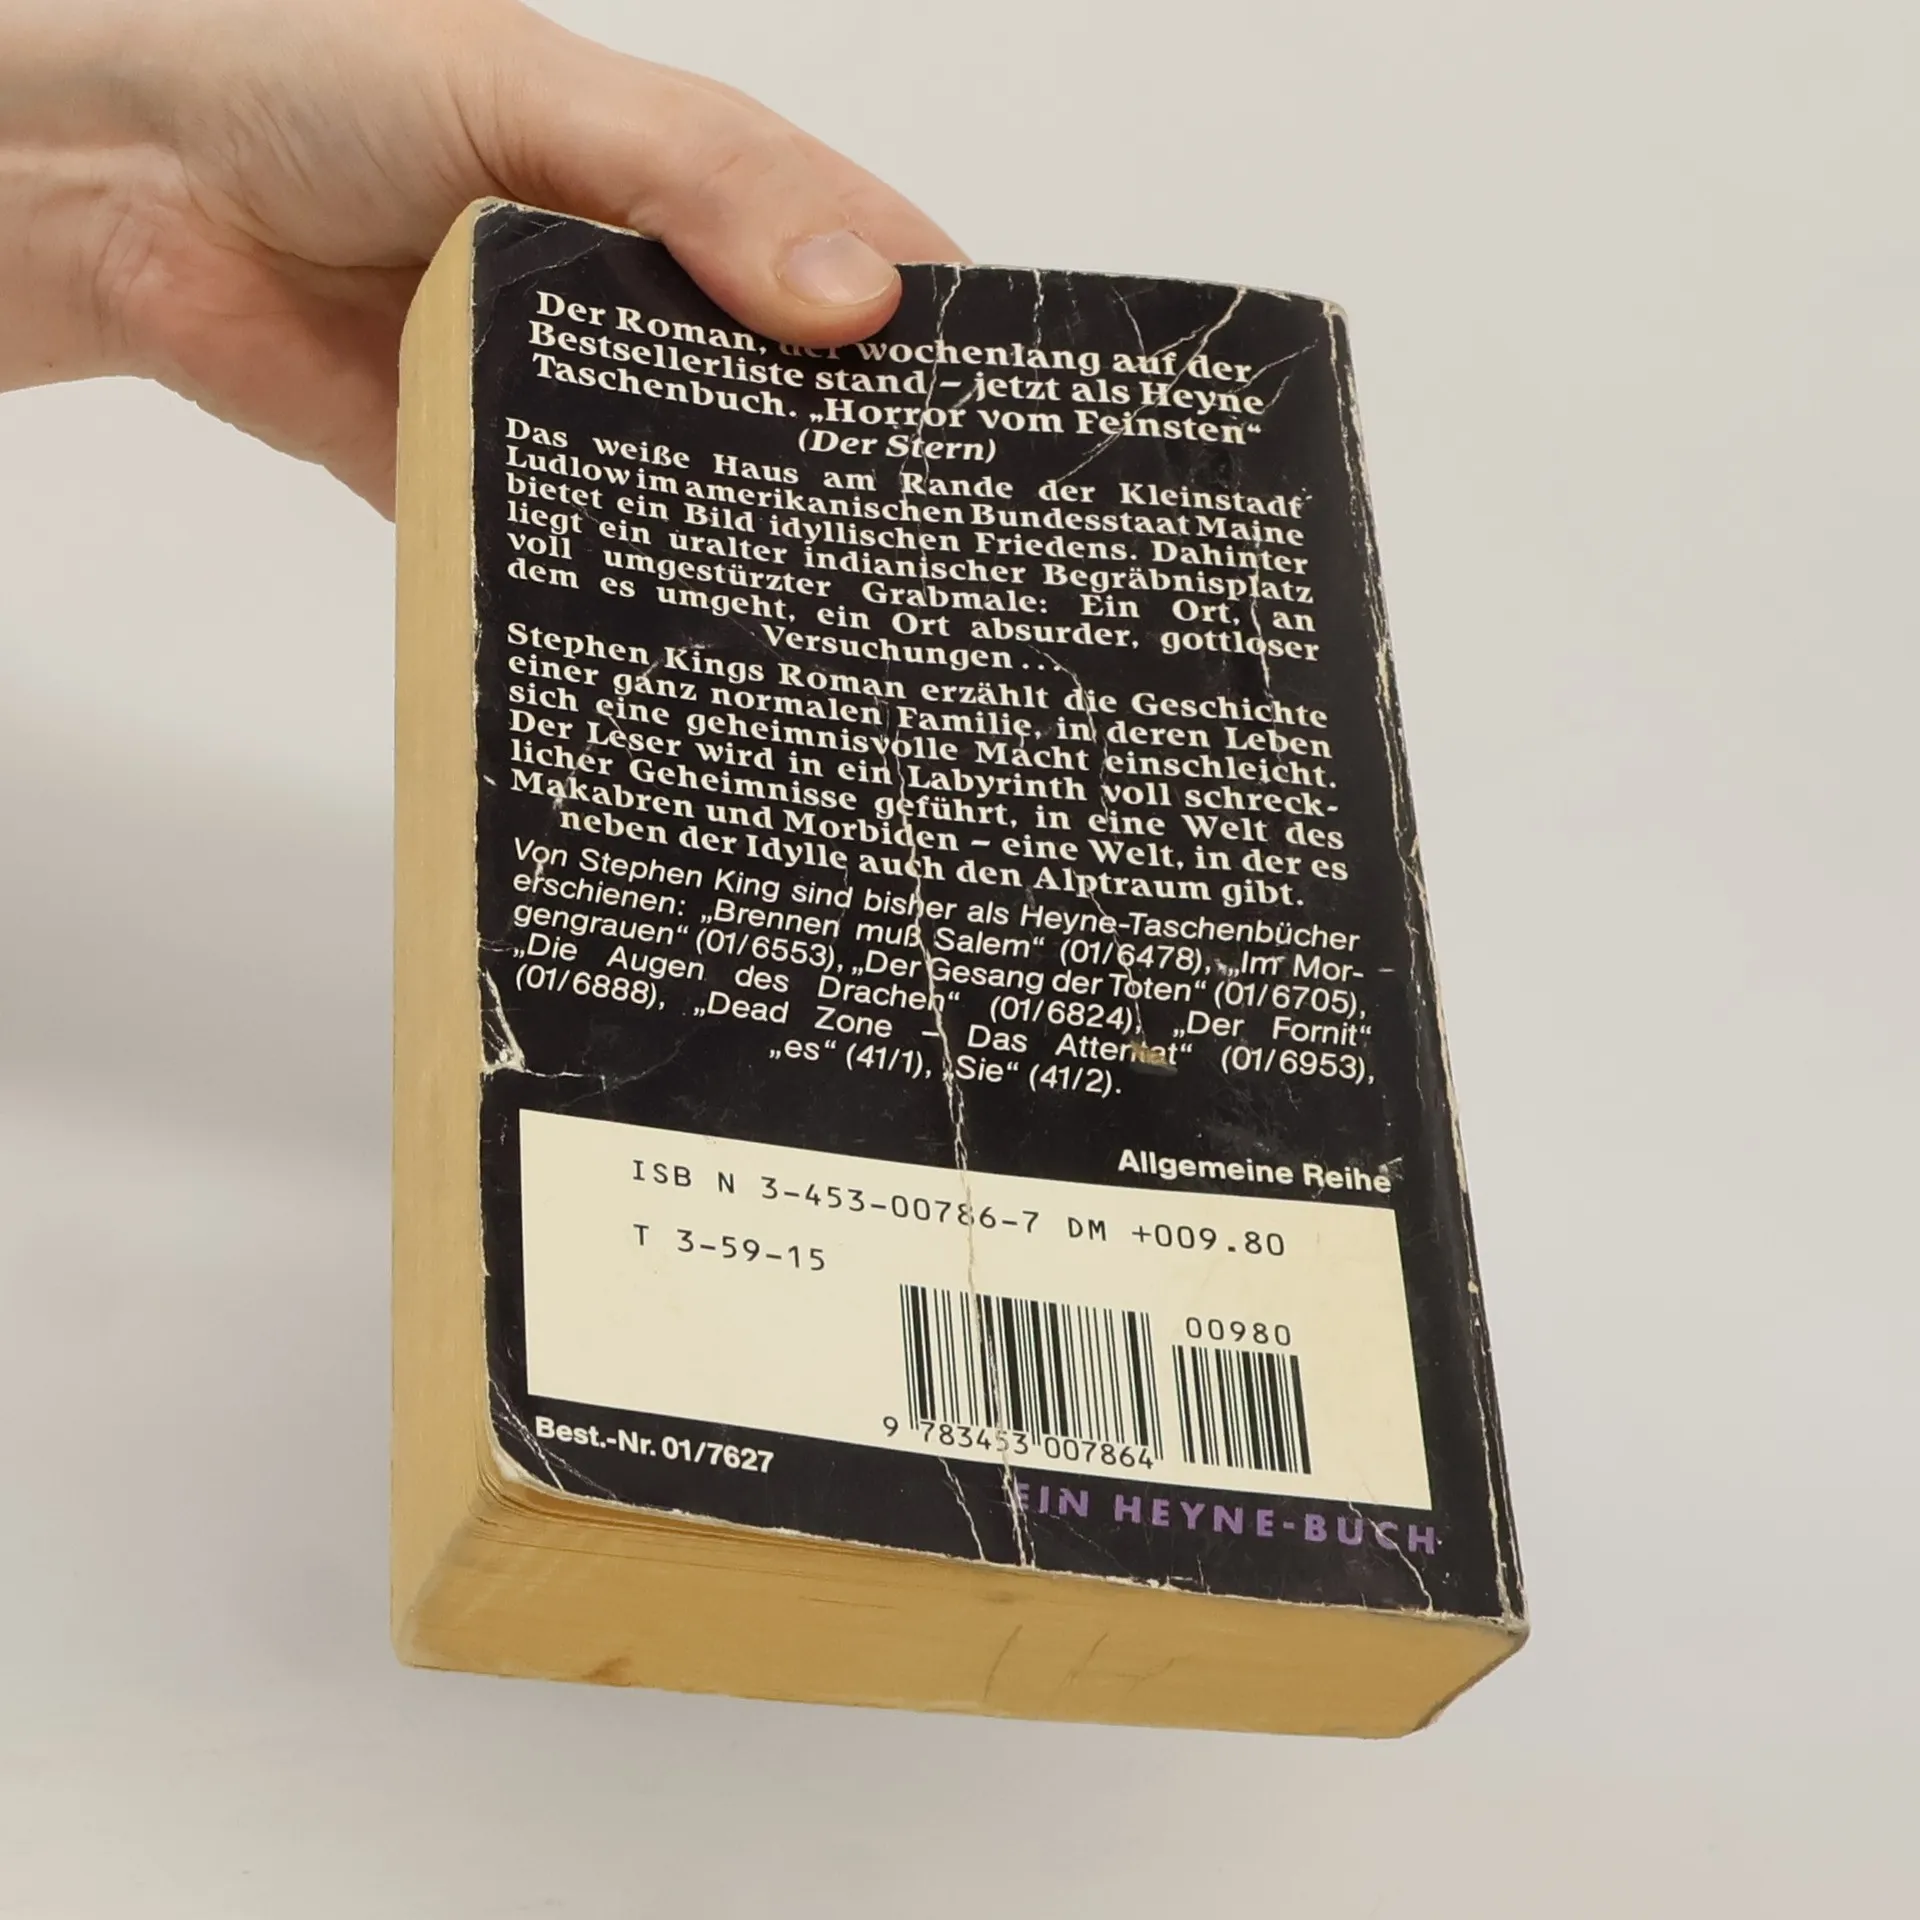 Der Roman, der wochenlang auf der
Bestsellerliste stand – jetzt als Heyne
Taschenbuch. „Horror vom Feinsten“
(Der Stern)
Das weiße Haus am Rande der Kleinstadt
Ludlow im amerikanischen Bundesstaat Maine
bietet ein Bild idyllischen Friedens. Dahinter
liegt ein uralter indianischer Begräbnisplatz
voll umgestürzter Grabmale: Ein Ort, an
dem es umgeht, ein Ort absurder, gottloser
Versuchungen...
Stephen Kings Roman erzählt die Geschichte
einer ganz normalen Familie, in deren Leben
sich eine geheimnisvolle Macht einschleicht.
Der Leser wird in ein Labyrinth voll schreck-
licher Geheimnisse geführt, in eine Welt des
Makabren und Morbiden – eine Welt, in der es
neben der Idylle auch den Alptraum gibt.
Von Stephen King sind bisher als Heyne-Taschenbücher
erschienen: „Brennen muß Salem“ (01/6478), „Im Mor-
gengrauen“ (01/6553), „Der Gesang der Toten“ (01/6705),
„Die Augen des Drachen“ (01/6824), „Der Fornit“
(01/6888), „Dead Zone – Das Attentat“ (01/6953),
„es“ (41/1), „Sie“ (41/2).
Allgemeine Reihe
ISB N 3-453-00786-7 DM +009.80
T 3-59-15
00980
9 783453 007864
Best.-Nr. 01/7627
EIN HEYNE-BUCH